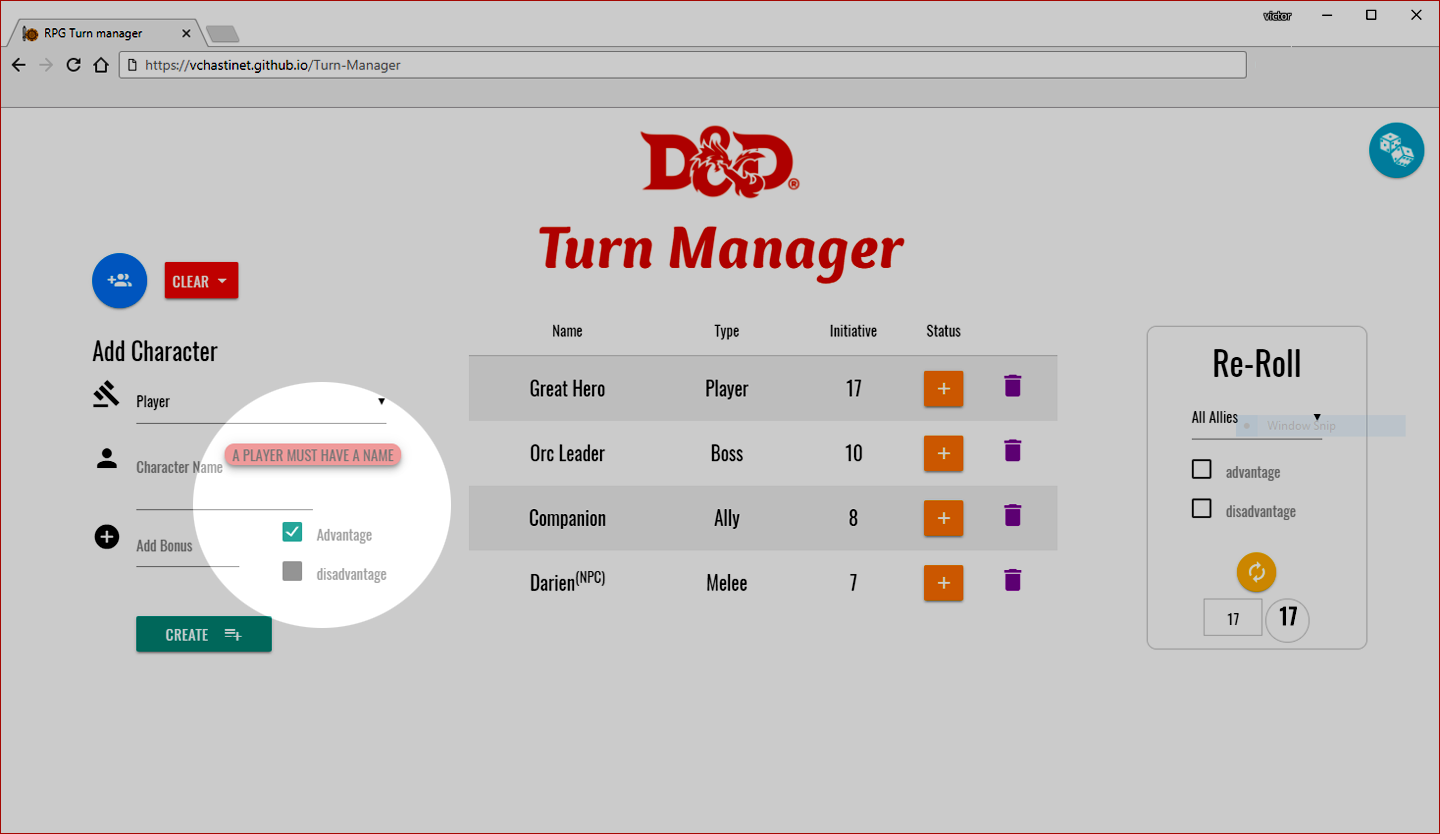 victor
RPG Turn manager
https://vchastinet.github.io/Turn-Manager
D&D®
Turn Manager
CLEAR
Add Character
Player
Character Name
A PLAYER MUST HAVE A NAME
Advantage
Add Bonus
disadvantage
CREATE
Name Type Initiative Status
Great Hero Player 17 +
Orc Leader Boss 10 +
Companion Ally 8 +
Darien(NPC) Melee 7 +
Re-Roll
All Allies
Window Snip
advantage
disadvantage
17 17